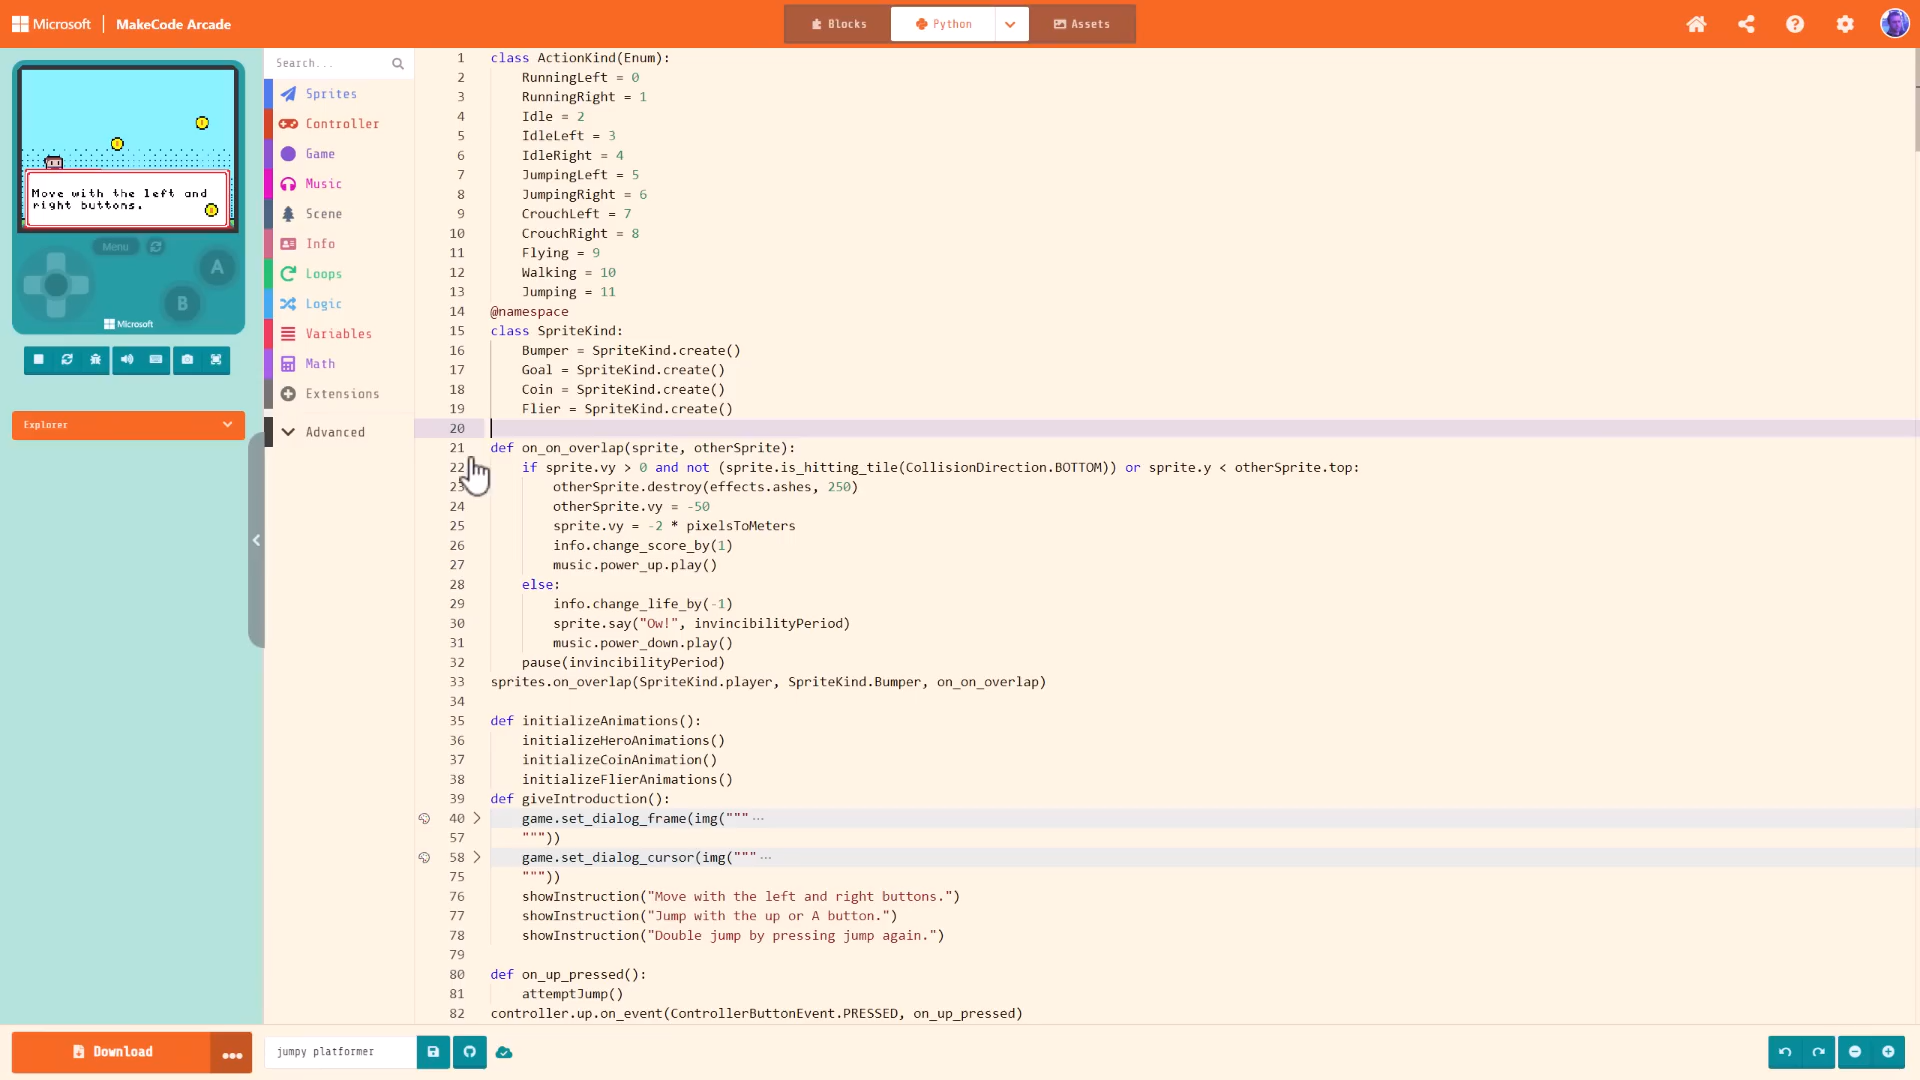 Microsoft | MakeCode Arcade
Blocks
Python
Assets
Move with the left and
right buttons.
Menu
A
B
Microsoft
Explorer
Search...
Sprites
Controller
Game
Music
Scene
Info
Loops
Logic
Variables
Math
Extensions
Advanced
1 class ActionKind(Enum):
2 RunningLeft = 0
3 RunningRight = 1
4 Idle = 2
5 IdleLeft = 3
6 IdleRight = 4
7 JumpingLeft = 5
8 JumpingRight = 6
9 CrouchLeft = 7
10 CrouchRight = 8
11 Flying = 9
12 Walking = 10
13 Jumping = 11
14 @namespace
15 class SpriteKind:
16 Bumper = SpriteKind.create()
17 Goal = SpriteKind.create()
18 Coin = SpriteKind.create()
19 Flier = SpriteKind.create()
20
21 def on_on_overlap(sprite, otherSprite):
22 if sprite.vy > 0 and not (sprite.is_hitting_tile(CollisionDirection.BOTTOM)) or sprite.y < otherSprite.top:
23 otherSprite.destroy(effects.ashes, 250)
24 otherSprite.vy = -50
25 sprite.vy = -2 * pixelsToMeters
26 info.change_score_by(1)
27 music.power_up.play()
28 else:
29 info.change_life_by(-1)
30 sprite.say("Ow!", invincibilityPeriod)
31 music.power_down.play()
32 pause(invincibilityPeriod)
33 sprites.on_overlap(SpriteKind.player, SpriteKind.Bumper, on_on_overlap)
34
35 def initializeAnimations():
36 initializeHeroAnimations()
37 initializeCoinAnimation()
38 initializeFlierAnimations()
39 def giveIntroduction():
40 game.set_dialog_frame(img("""...
57 """))
58 game.set_dialog_cursor(img("""...
75 """))
76 showInstruction("Move with the left and right buttons.")
77 showInstruction("Jump with the up or A button.")
78 showInstruction("Double jump by pressing jump again.")
79
80 def on_up_pressed():
81 attemptJump()
82 controller.up.on_event(ControllerButtonEvent.PRESSED, on_up_pressed)
Download
...
jumpy platformer